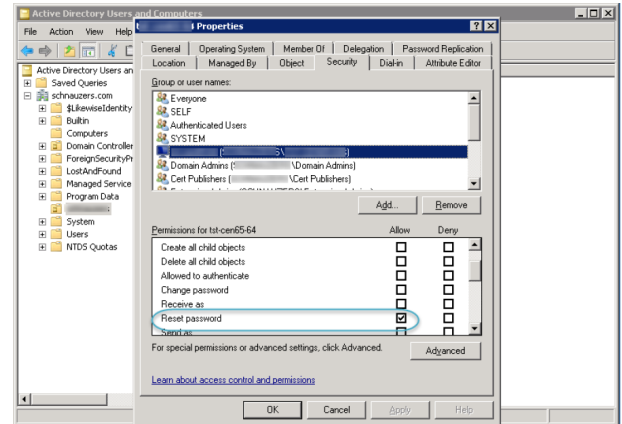 Active Directory Users and Computers
File Action View Help
Properties
General Operating System Member Of Delegation Password Replication
Location Managed By Object Security Dial-in Attribute Editor
Active Directory Users an
Saved Queries
schnauzers.com
$LikewiseIdentity
Builtin
Computers
Domain Controller
ForeignSecurityPr
LostAndFound
Managed Service
Program Data
System
Users
NTDS Quotas
Group or user names:
Everyone
SELF
Authenticated Users
SYSTEM
Domain Admins ( \Domain Admins)
Cert Publishers ( \Cert Publishers)
Add... Remove
Permissions for tst-cen65-64 Allow Deny
Create all child objects
Delete all child objects
Allowed to authenticate
Change password
Receive as
Reset password
Send as
For special permissions or advanced settings, click Advanced.
Advanced
Learn about access control and permissions
OK Cancel Apply Help